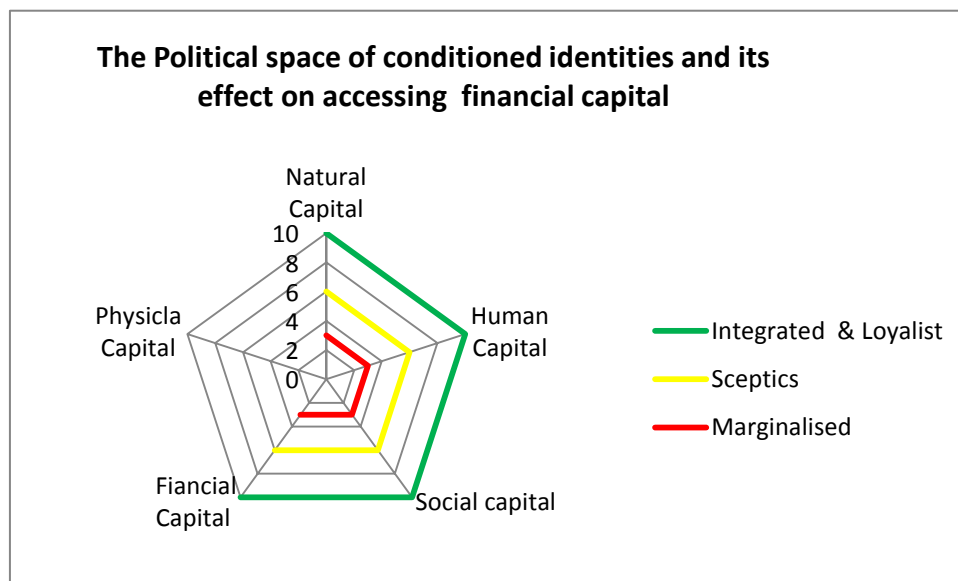 The Political space of conditioned identities and its
effect on accessing financial capital
Natural
Capital
10
8
6
4
2
0
Physicla
Capital
Human
Capital
Fiancial
Capital
Social capital
Integrated & Loyalist
Sceptics
Marginalised